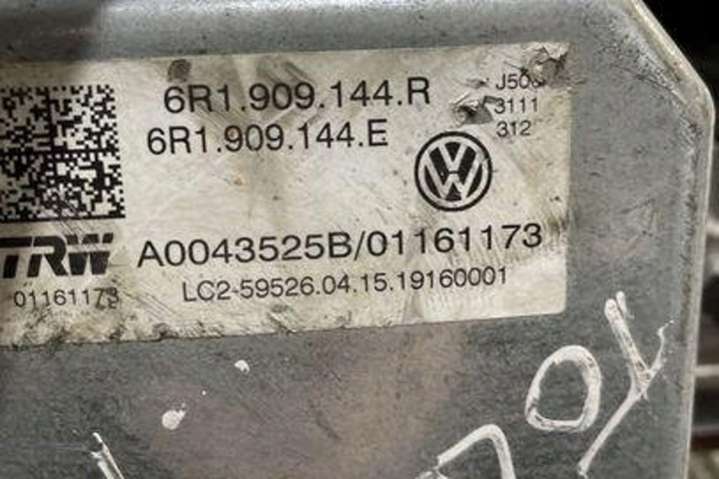 6R1.909.144.R
6R1.909.144.E
3111
312
TRW
A0043525B/01161173
01161173
LC2-59526.04.15.19160001